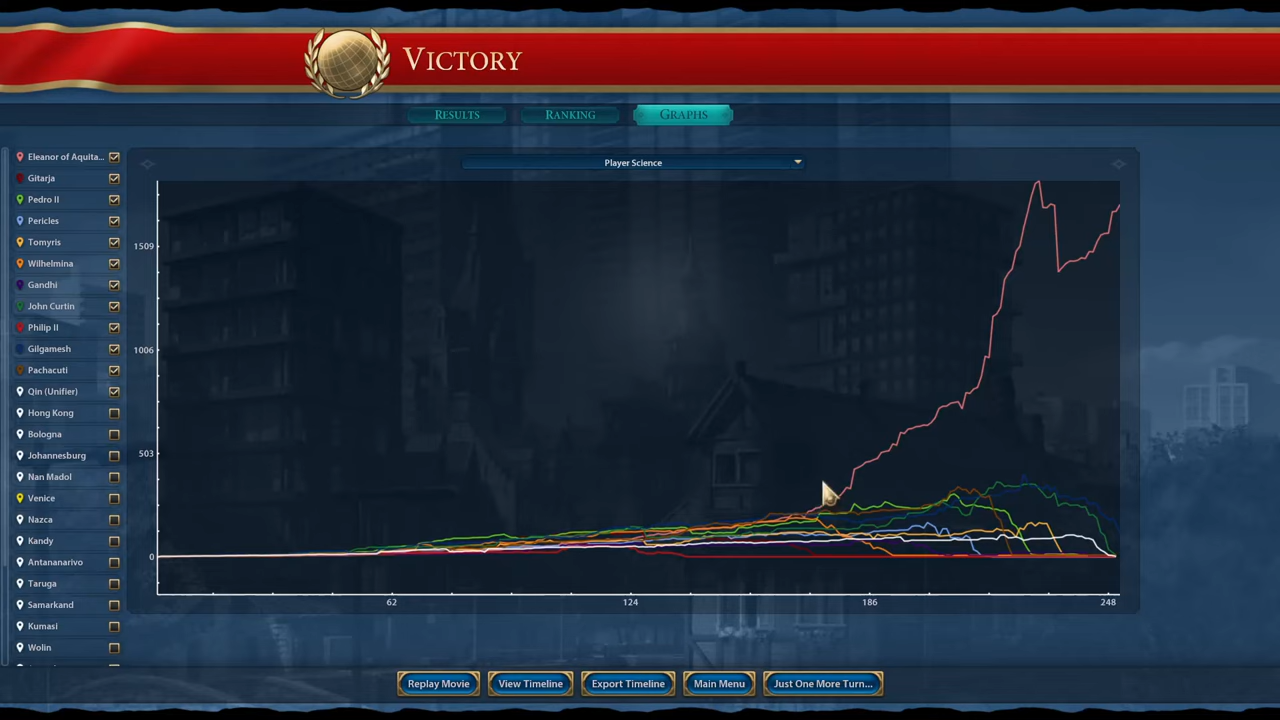 VICTORY
RESULTS
RANKING
GRAPHS
Player Science
Eleanor of Aquita...
Gitarja
Pedro II
Pericles
Tomyris
Wilhelmina
Gandhi
John Curtin
Philip II
Gilgamesh
Pachacuti
Qin (Unifier)
Hong Kong
Bologna
Johannesburg
Nan Madol
Venice
Nazca
Kandy
Antananarivo
Taruga
Samarkand
Kumasi
Wolin
1509
1006
503
0
62
124
186
248
Replay Movie
View Timeline
Export Timeline
Main Menu
Just One More Turn...